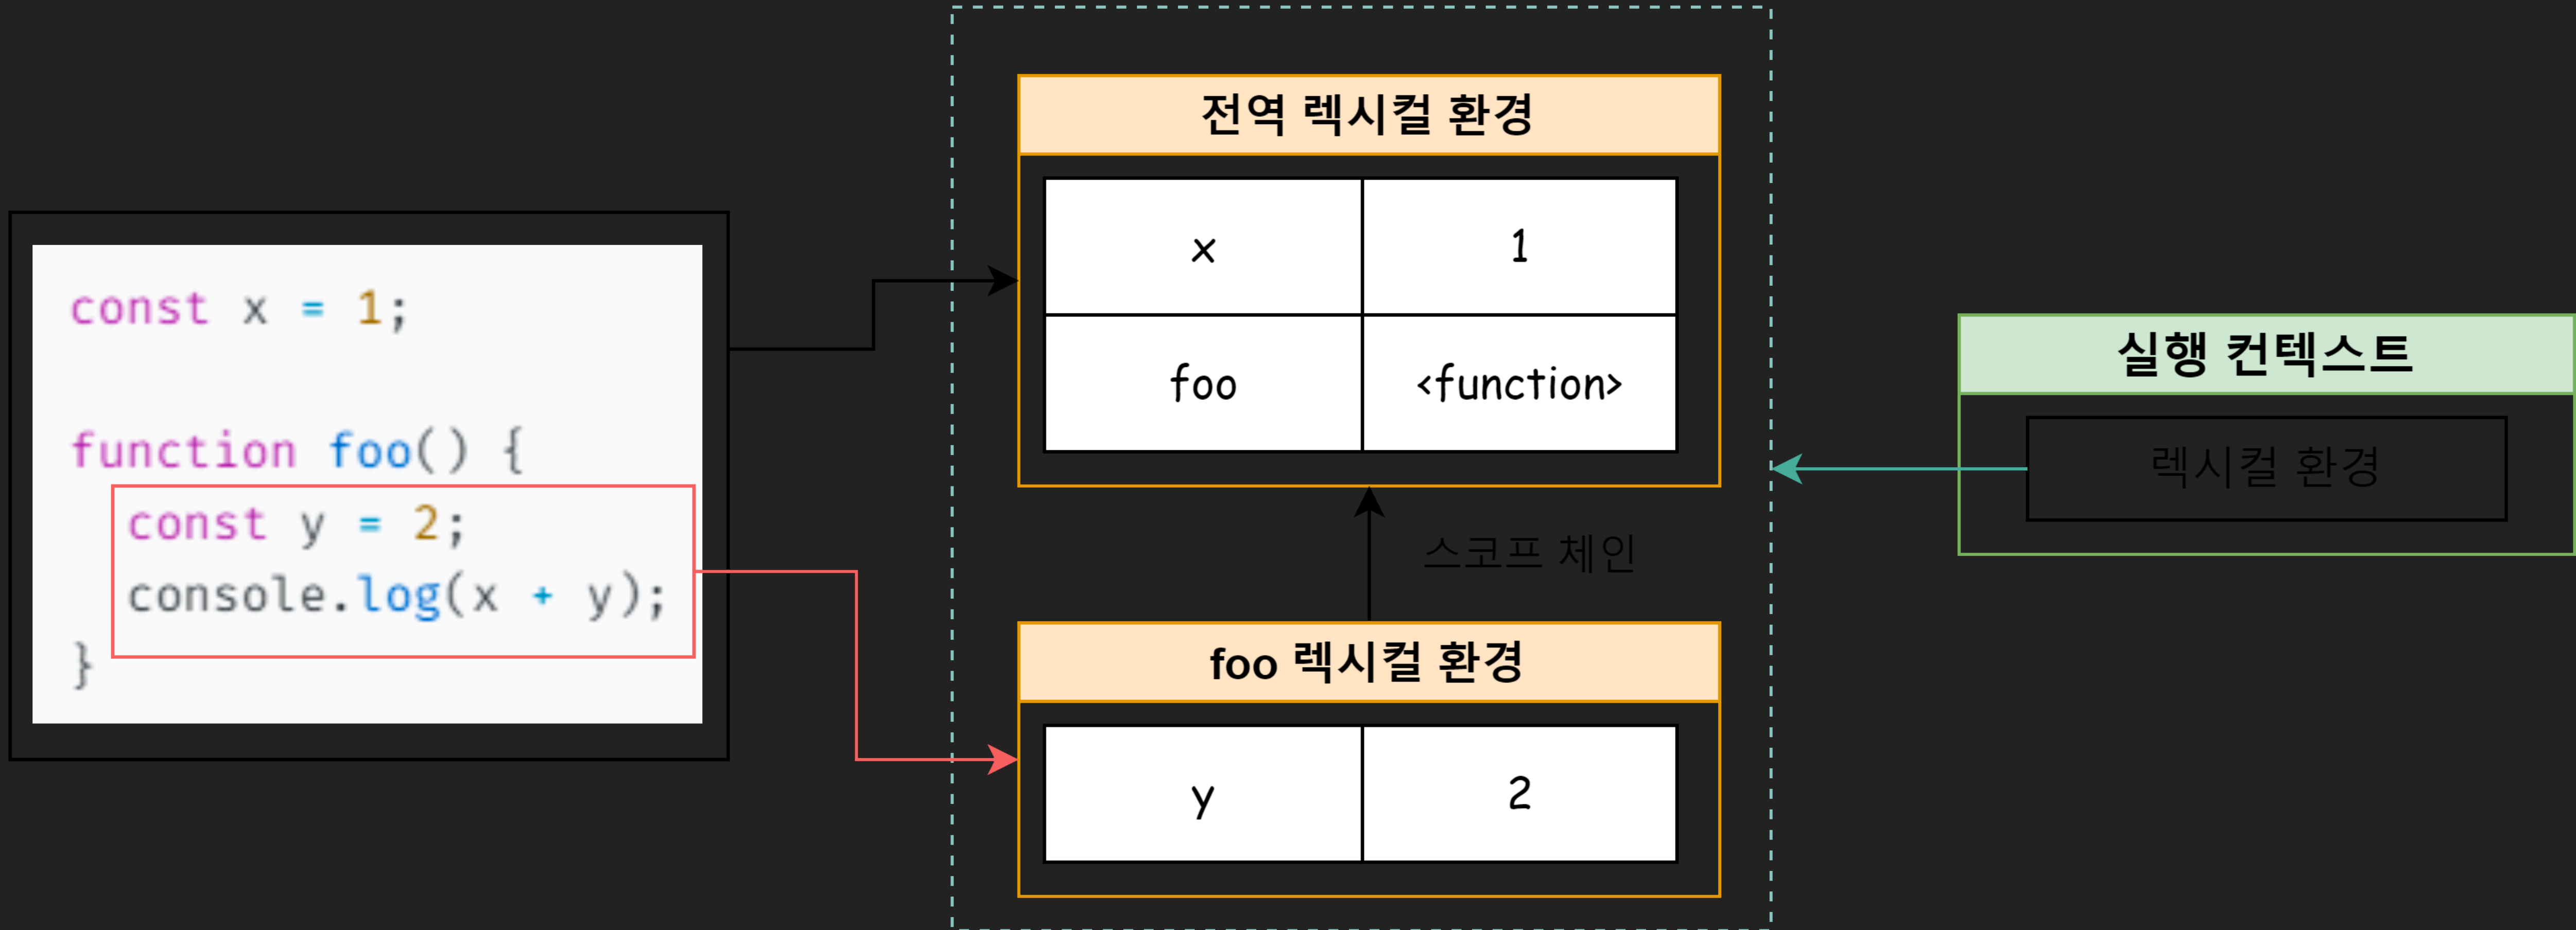 const x = 1;
function foo() {
const y = 2;
console.log(x + y);
}
전역 렉시컬 환경
x 1
foo <function>
스코프 체인
foo 렉시컬 환경
y 2
실행 컨텍스트
렉시컬 환경